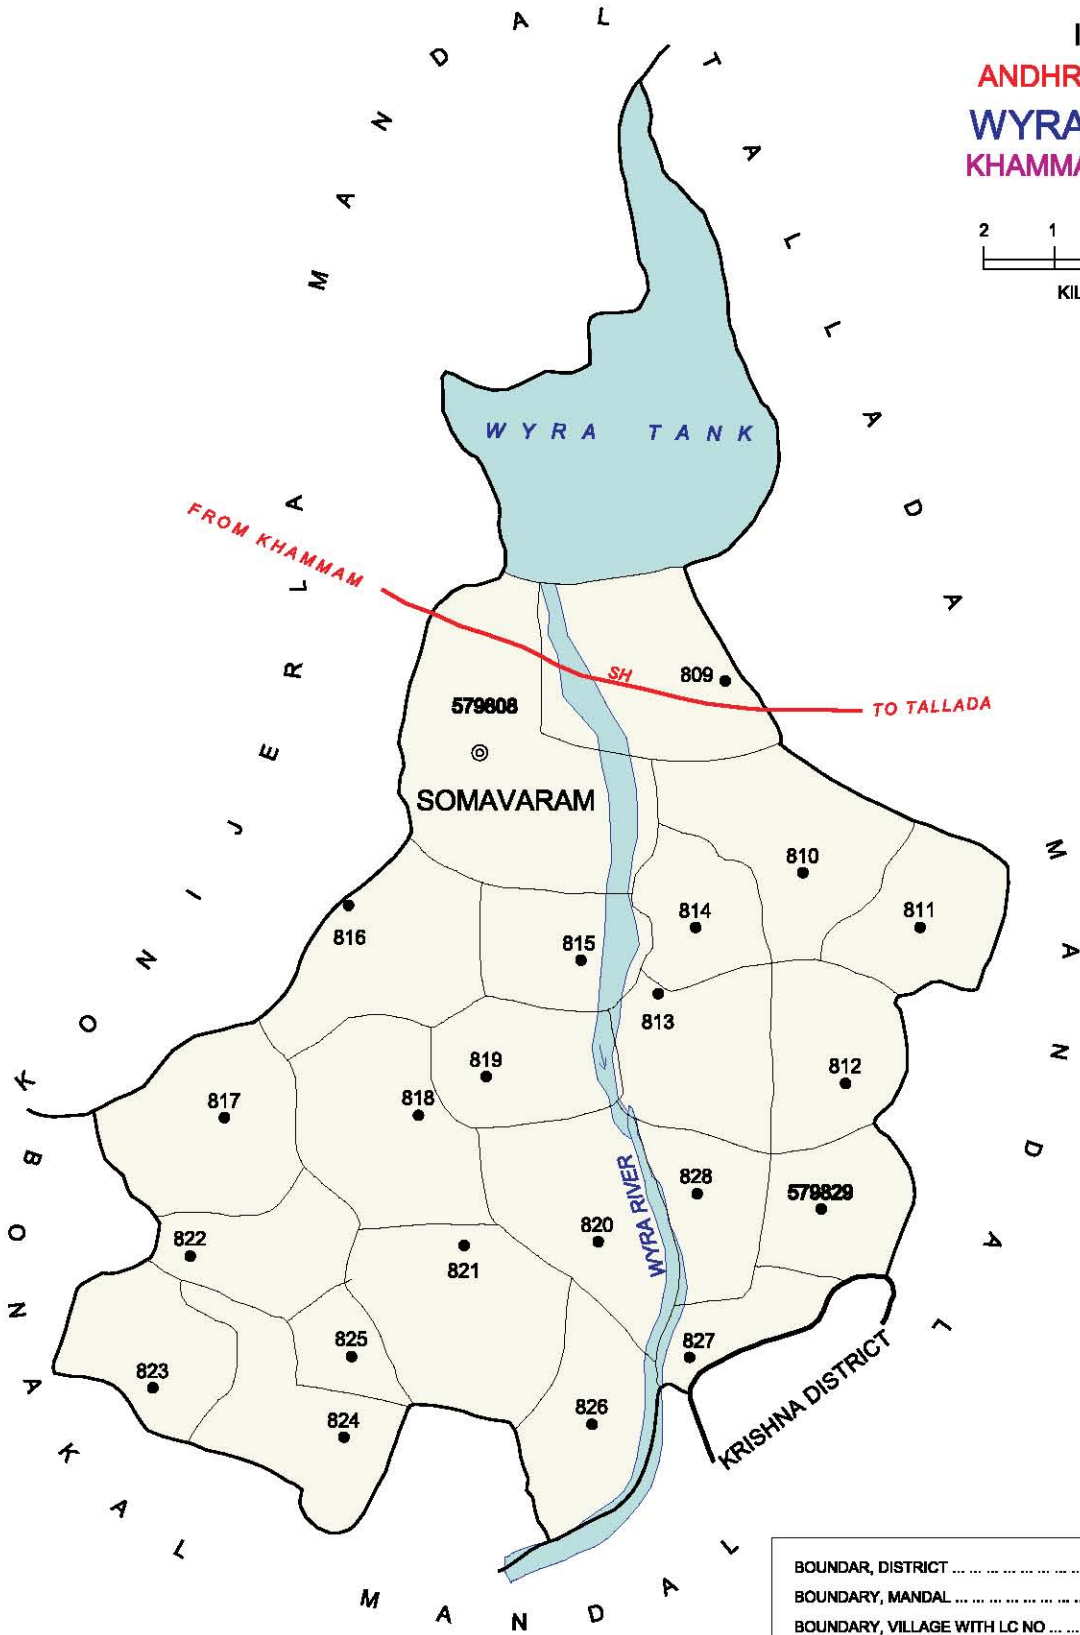 I
ANDHR
WYRA
KHAMMA
2 1
KIL
KONIJERLA MANDAL
TALLADA MANDAL
WYRA TANK
FROM KHAMMAM
SH
TO TALLADA
809
579808
SOMAVARAM
810
811
814
815
816
813
812
819
818
817
828
579829
WYRA RIVER
820
822
821
825
827
823
826
824
KRISHNA DISTRICT
BONAKAL MANDAL
BOUNDAR, DISTRICT ... ... ... ... ... ... ... ...
BOUNDARY, MANDAL ... ... ... ... ... ... ... ...
BOUNDARY, VILLAGE WITH LC NO ... ...